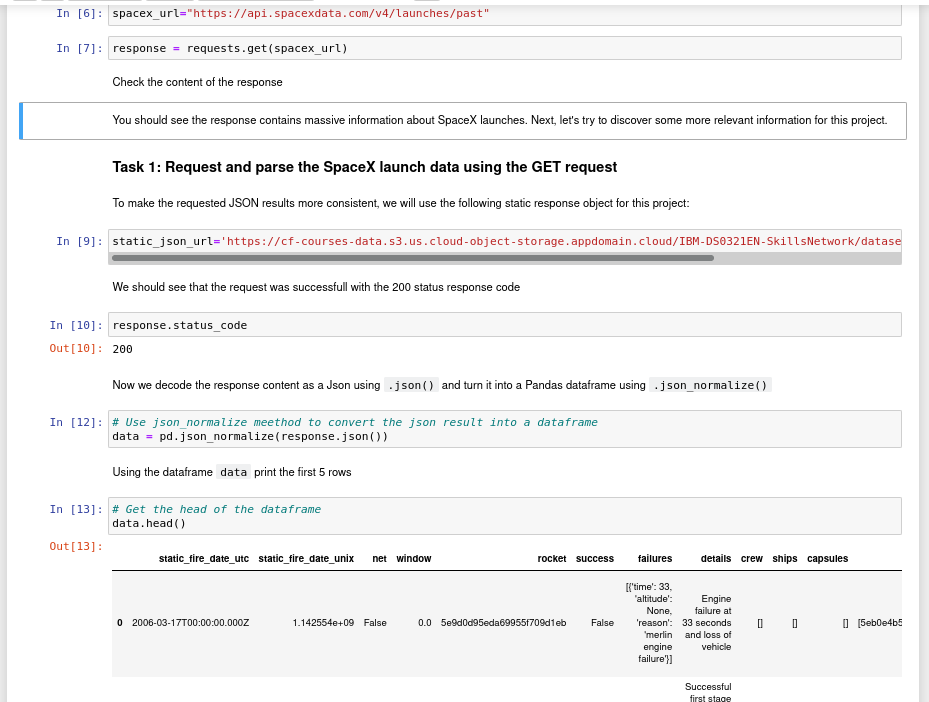 In [6]: spacex_url="https://api.spacexdata.com/v4/launches/past"
In [7]: response = requests.get(spacex_url)
Check the content of the response
You should see the response contains massive information about SpaceX launches. Next, let's try to discover some more relevant information for this project.
Task 1: Request and parse the SpaceX launch data using the GET request
To make the requested JSON results more consistent, we will use the following static response object for this project:
In [9]: static_json_url='https://cf-courses-data.s3.us.cloud-object-storage.appdomain.cloud/IBM-DS0321EN-SkillsNetwork/datase
We should see that the request was successfull with the 200 status response code
In [10]: response.status_code
Out[10]: 200
Now we decode the response content as a Json using .json() and turn it into a Pandas dataframe using .json_normalize()
In [12]: # Use json_normalize meethod to convert the json result into a dataframe
data = pd.json_normalize(response.json())
Using the dataframe data print the first 5 rows
In [13]: # Get the head of the dataframe
data.head()
Out[13]:
static_fire_date_utc static_fire_date_unix net window rocket success failures details crew ships capsules
[{'time': 33,
'altitude': Engine
None, failure at
0 2006-03-17T00:00:00.000Z 1.142554e+09 False 0.0 5e9d0d95eda69955f709d1eb False 'reason': 33 seconds [] [] [] [5eb0e4b5
'merlin and loss of
engine vehicle
failure'}]
Successful
first stage